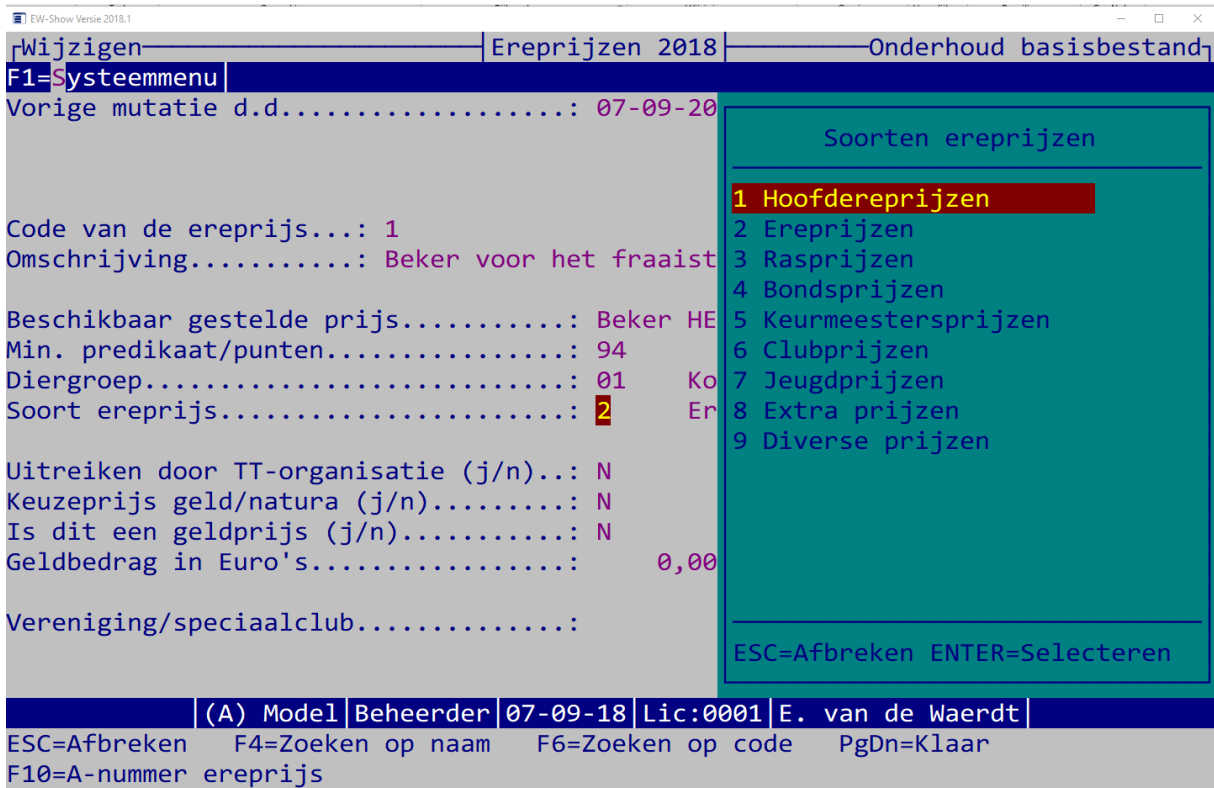 EW-Show Versie 2018.1
Wijzigen Ereprijzen 2018 Onderhoud basisbestand
F1=Systeemmenu
Vorige mutatie d.d...................: 07-09-20
Soorten ereprijzen
1 Hoofdereprijzen
Code van de ereprijs...: 1 2 Ereprijzen
Omschrijving...........: Beker voor het fraaist 3 Rasprijzen
4 Bondsprijzen
Beschikbaar gestelde prijs...........: Beker HE 5 Keurmeestersprijzen
Min. predikaat/punten................: 94 6 Clubprijzen
Diergroep............................: 01 Ko 7 Jeugdprijzen
Soort ereprijs.......................: 2 Er 8 Extra prijzen
9 Diverse prijzen
Uitreiken door TT-organisatie (j/n)..: N
Keuzeprijs geld/natura (j/n).........: N
Is dit een geldprijs (j/n)...........: N
Geldbedrag in Euro's.................: 0,00
Vereniging/speciaalclub..............:
ESC=Afbreken ENTER=Selecteren
(A) Model|Beheerder|07-09-18|Lic:0001|E. van de Waerdt
ESC=Afbreken F4=Zoeken op naam F6=Zoeken op code PgDn=Klaar
F10=A-nummer ereprijs